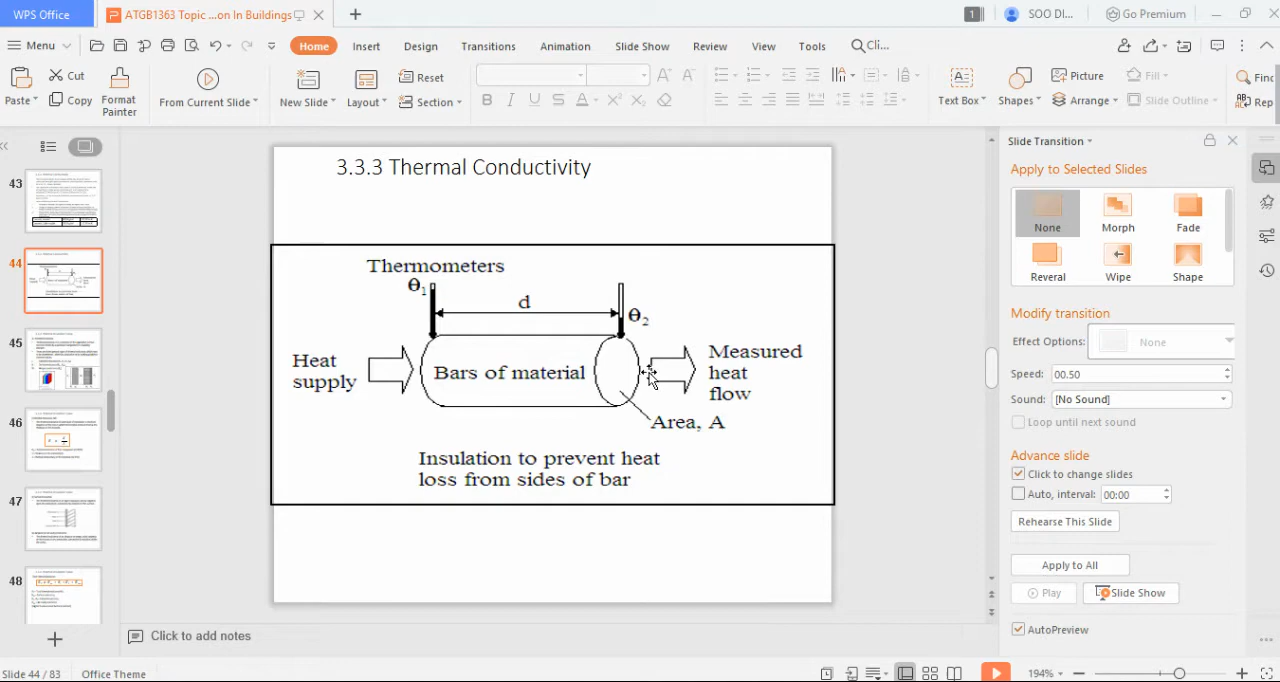 WPS Office
ATGB1363 Topic ...on In Buildings
1
SOO DI...
Go Premium
Menu
Home
Insert
Design
Transitions
Animation
Slide Show
Review
View
Tools
Cli...
Paste
Cut
Copy
Format Painter
From Current Slide
New Slide
Layout
Reset
Section
B I U S A X² X₂
Text Box
Shapes
Picture
Arrange
Fill
Slide Outline
Find
Rep
43
44
45
46
47
48
3.3.3 Thermal Conductivity
Thermometers
θ₁
d
θ₂
Heat
supply
Bars of material
Measured
heat
flow
Area, A
Insulation to prevent heat
loss from sides of bar
Slide Transition
Apply to Selected Slides
None
Morph
Fade
Reveral
Wipe
Shape
Modify transition
Effect Options:
None
Speed:
00.50
Sound:
[No Sound]
Loop until next sound
Advance slide
Click to change slides
Auto, interval:
00:00
Rehearse This Slide
Apply to All
Play
Slide Show
AutoPreview
Click to add notes
Slide 44 / 83
Office Theme
194%